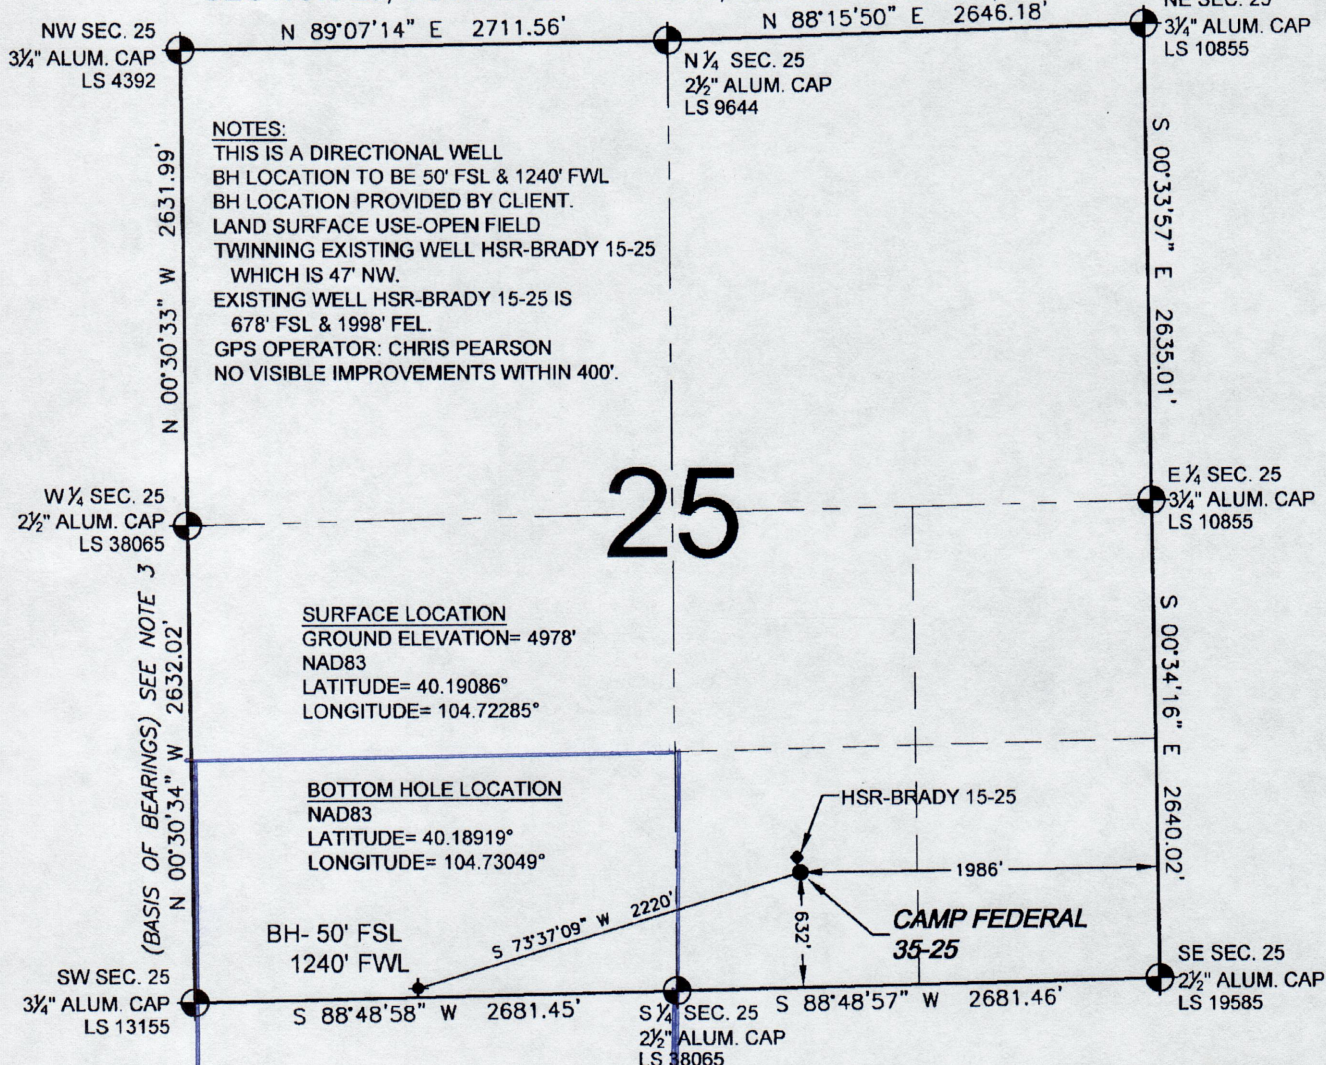 NE SEC. 25
3¼" ALUM. CAP
LS 10855
N 89°07'14" E 2711.56'
N 88°15'50" E 2646.18'
NW SEC. 25
3¼" ALUM. CAP
LS 4392
N ¼ SEC. 25
2½" ALUM. CAP
LS 9644
NOTES:
THIS IS A DIRECTIONAL WELL
BH LOCATION TO BE 50' FSL & 1240' FWL
BH LOCATION PROVIDED BY CLIENT.
LAND SURFACE USE-OPEN FIELD
TWINNING EXISTING WELL HSR-BRADY 15-25
WHICH IS 47' NW.
EXISTING WELL HSR-BRADY 15-25 IS
678' FSL & 1998' FEL.
GPS OPERATOR: CHRIS PEARSON
NO VISIBLE IMPROVEMENTS WITHIN 400'.
N 00°30'33" W 2631.99'
S 00°33'57" E 2635.01'
25
W ¼ SEC. 25
2½" ALUM. CAP
LS 38065
E ¼ SEC. 25
3¼" ALUM. CAP
LS 10855
SURFACE LOCATION
GROUND ELEVATION= 4978'
NAD83
LATITUDE= 40.19086°
LONGITUDE= 104.72285°
(BASIS OF BEARINGS) SEE NOTE 3
N 00°30'34" W 2632.02'
S 00°34'16" E 2640.02'
BOTTOM HOLE LOCATION
NAD83
LATITUDE= 40.18919°
LONGITUDE= 104.73049°
HSR-BRADY 15-25
1986'
632'
CAMP FEDERAL
35-25
S 73°37'09" W 2220'
BH- 50' FSL
1240' FWL
SW SEC. 25
3¼" ALUM. CAP
LS 13155
SE SEC. 25
2½" ALUM. CAP
LS 19585
S 88°48'58" W 2681.45'
S 88°48'57" W 2681.46'
S ¼ SEC. 25
2½" ALUM. CAP
LS 38065